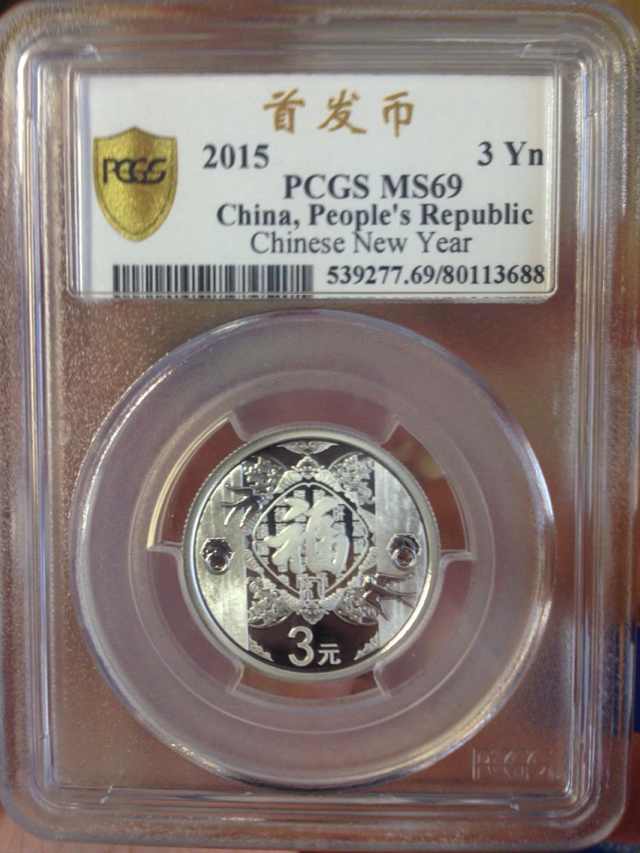 首发币
PCGS
2015
3 Yn
PCGS MS69
China, People's Republic
Chinese New Year
539277.69/80113688
福
3元